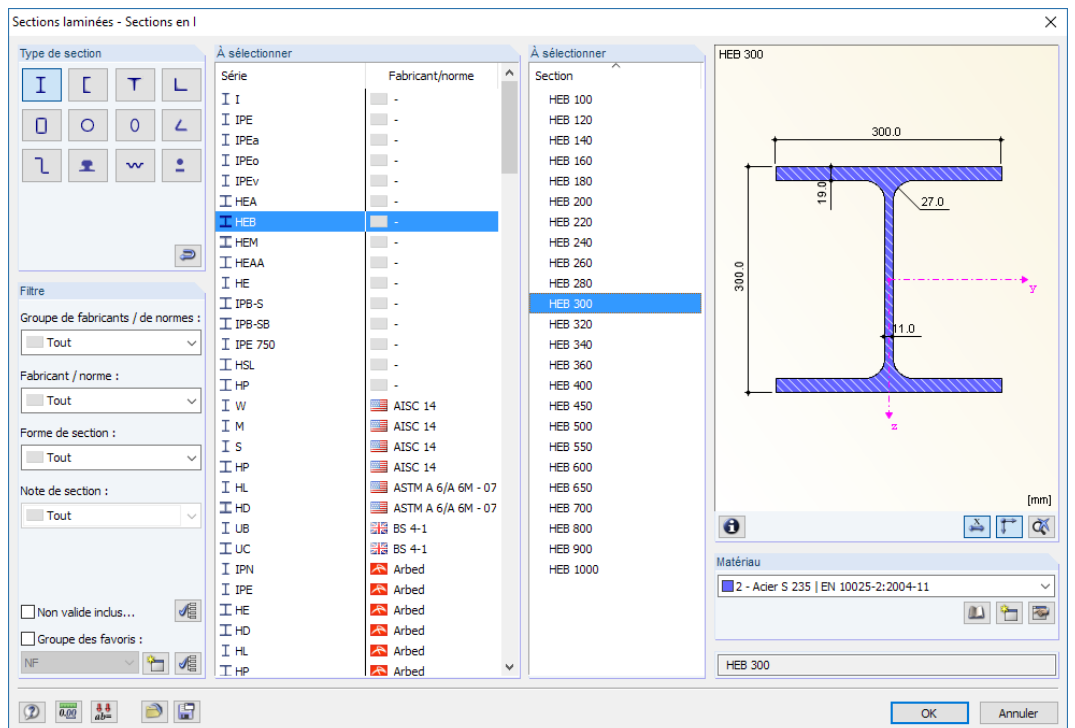 Sections laminées - Sections en I
Type de section
Filtre
Groupe de fabricants / de normes :
Tout
Fabricant / norme :
Tout
Forme de section :
Tout
Note de section :
Tout
Non valide inclus...
Groupe des favoris :
NF
À sélectionner
Série Fabricant/norme
I -
IPE -
IPEa -
IPEo -
IPEv -
HEA -
HEB -
HEM -
HEAA -
HE -
IPB-S -
IPB-SB -
IPE 750 -
HSL -
HP -
W AISC 14
M AISC 14
S AISC 14
HP AISC 14
HL ASTM A 6/A 6M - 07
HD ASTM A 6/A 6M - 07
UB BS 4-1
UC BS 4-1
IPN Arbed
IPE Arbed
HE Arbed
HD Arbed
HL Arbed
HP Arbed
À sélectionner
Section
HEB 100
HEB 120
HEB 140
HEB 160
HEB 180
HEB 200
HEB 220
HEB 240
HEB 260
HEB 280
HEB 300
HEB 320
HEB 340
HEB 360
HEB 400
HEB 450
HEB 500
HEB 550
HEB 600
HEB 650
HEB 700
HEB 800
HEB 900
HEB 1000
HEB 300
300.0
19.0
27.0
300.0
y
11.0
z
[mm]
Matériau
2 - Acier S 235 | EN 10025-2:2004-11
HEB 300
0.00
ab=
OK
Annuler